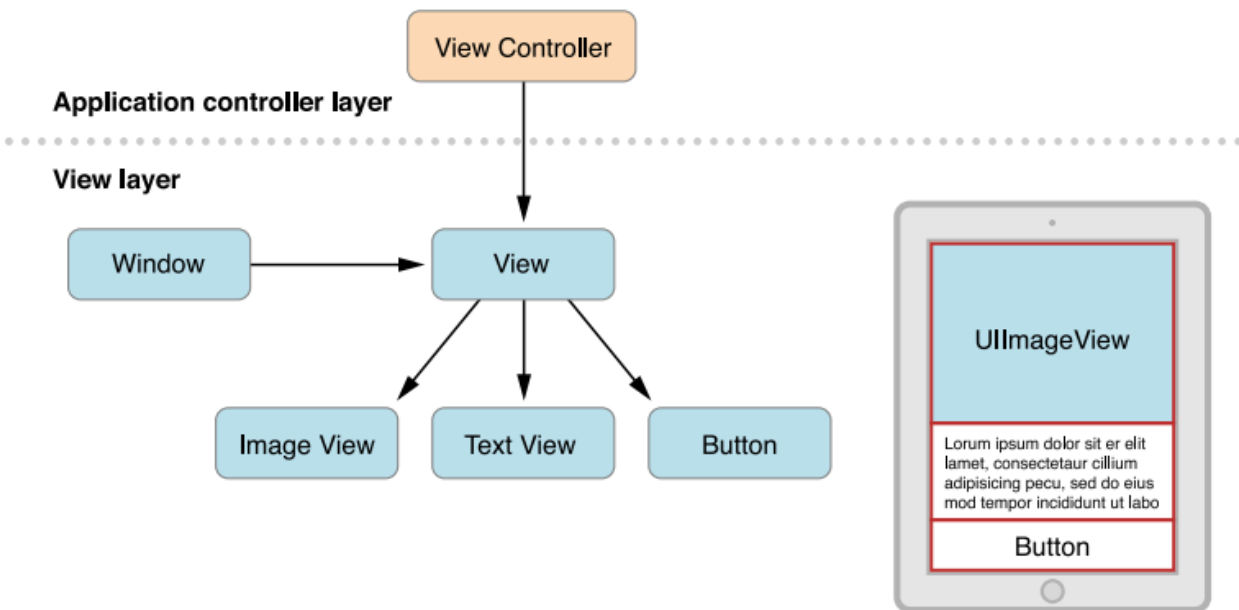 View Controller
Application controller layer
View layer
Window
View
Image View
Text View
Button
UIImageView
Lorum ipsum dolor sit er elit
lamet, consectetaur cillium
adipisicing pecu, sed do eius
mod tempor incididunt ut labo
Button